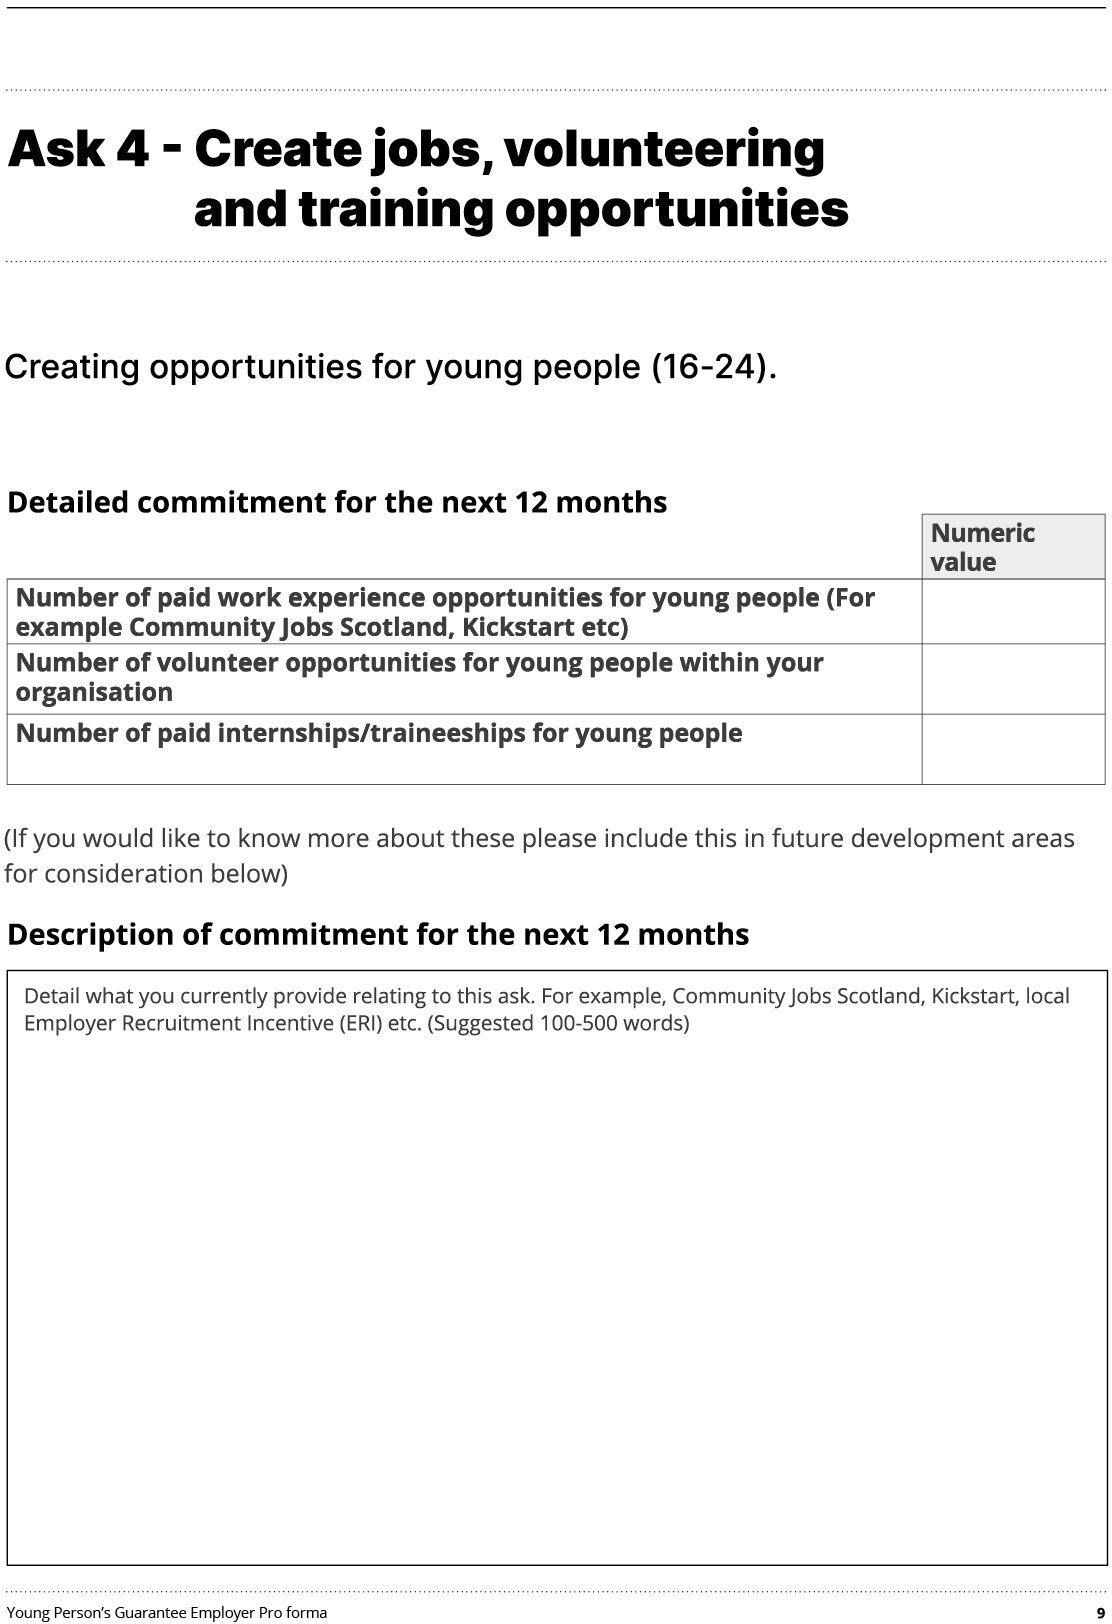 Ask 4 - Create jobs, volunteering
and training opportunities
Creating opportunities for young people (16-24).
Detailed commitment for the next 12 months
Numeric
value
Number of paid work experience opportunities for young people (For
example Community Jobs Scotland, Kickstart etc)
Number of volunteer opportunities for young people within your
organisation
Number of paid internships/traineeships for young people
(If you would like to know more about these please include this in future development areas
for consideration below)
Description of commitment for the next 12 months
Detail what you currently provide relating to this ask. For example, Community Jobs Scotland, Kickstart, local
Employer Recruitment Incentive (ERI) etc. (Suggested 100-500 words)
Young Person’s Guarantee Employer Pro forma 9